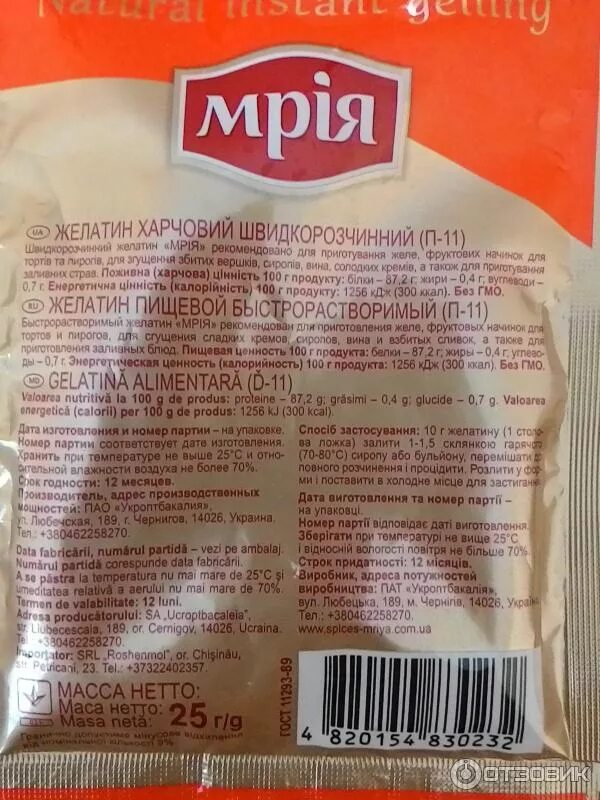 Natural instant gelling
мрія
UA ЖЕЛАТИН ХАРЧОВИЙ ШВИДКОРОЗЧИННИЙ (П-11)
Швидкорозчинний желатин «МРІЯ» рекомендовано для приготування желе, фруктових начинок для
тортів та пирогів, для згущення збитих вершків, сиропів, вина, солодких кремів, а також для приготування
заливних страв. Поживна (харчова) цінність 100 г продукту: білки - 87,2 г; жири - 0,4 г; вуглеводи –
0,7 г. Енергетична цінність (калорійність) 100 г продукту: 1256 кДж (300 ккал). Без ГМО.
RU ЖЕЛАТИН ПИЩЕВОЙ БЫСТРОРАСТВОРИМЫЙ (П-11)
Быстрорастворимый желатин «МРІЯ» рекомендован для приготовления желе, фруктовых начинок для
тортов и пирогов, для сгущения сладких кремов, сиропов, вина и взбитых сливок, а также для
приготовления заливных блюд. Пищевая ценность 100 г продукта: белки - 87,2 г; жиры - 0,4 г; углево-
ды - 0,7 г. Энергетическая ценность (калорийность) 100 г продукта: 1256 кДж (300 ккал). Без ГМО.
MD GELATINĂ ALIMENTARĂ (D-11)
Valoarea nutritivă la 100 g de produs: proteine – 87,2 g; grăsimi – 0,4 g; glucide – 0,7 g. Valoarea
energetică (calorii) per 100 g de produs: 1256 kJ (300 kcal).
Дата изготовления и номер партии – на упаковке.
Номер партии соответствует дате изготовления.
Хранить при температуре не выше 25°С и отно-
сительной влажности воздуха не более 70%.
Срок годности: 12 месяцев.
Производитель, адрес производственных
мощностей: ПАО «Укроптбакалия»,
ул. Любечская, 189, г. Чернигов, 14026, Украина.
Тел.: +380462258270.
Data fabricării, numărul partidă – vezi pe ambalaj.
Numărul partidă corespunde data fabricării.
A se păstra la temperatura nu mai mare de 25°C şi
umeditatea relativă a aerului nu mai mare de 70%.
Termen de valabilitate: 12 luni.
Adresa producătorului: SA „Ucroptbacaleia”,
str. Liubecescaia, 189, or. Cernigov, 14026, Ucraina.
Tel.: +380462258270.
Importator: SRL „Roshenmol”, or. Chişinău,
str. Petricani, 23. Tel.: +37322402357.
Спосіб застосування: 10 г желатину (1 столова
ложка) залити 1-1,5 склянкою гарячого
(70-80°С) сиропу або бульйону, перемішати до
повного розчинення і процідити. Розлити у фор-
ми і поставити в холодне місце для застигання.
Дата виготовлення та номер партії –
на упаковці.
Номер партії відповідає даті виготовлення.
Зберігати при температурі не вище 25°С
і відносній вологості повітря не більше 70%.
Строк придатності: 12 місяців.
Виробник, адреса потужностей
виробництва: ПАТ «Укроптбакалія»,
вул. Любецька, 189, м. Чернігів, 14026, Україна
Тел.: +380462258270.
www.spices-mriya.com.ua
МАССА НЕТТО:
Маса нетто:
Masa netă: 25 г/g
Гранично допустиме мінусове відхилення
від номінальної кількості 9%
ГОСТ 11293-89
4 820154 830232
ОТЗОВИК